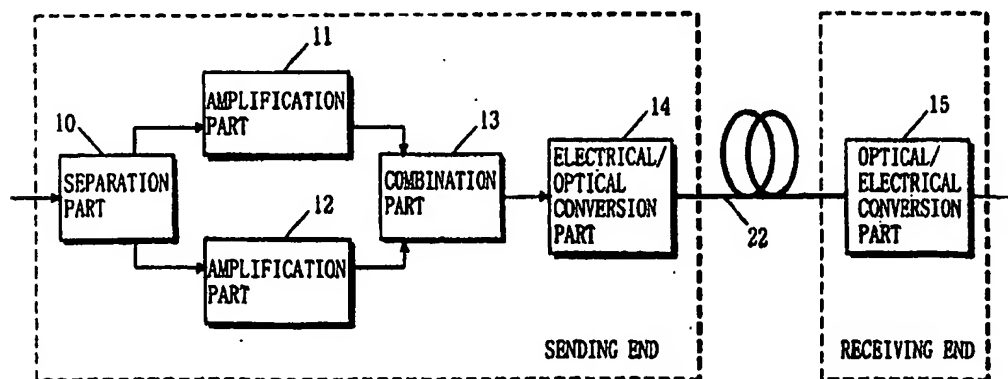 11
AMPLIFICATION
PART
10
SEPARATION
PART
12
AMPLIFICATION
PART
13
COMBINATION
PART
14
ELECTRICAL/
OPTICAL
CONVERSION
PART
22
15
OPTICAL/
ELECTRICAL
CONVERSION
PART
SENDING END
RECEIVING END